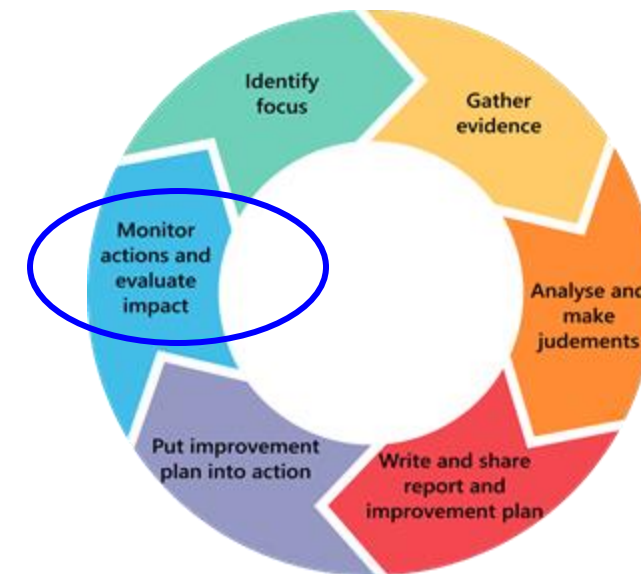 Identify
focus
Gather
evidence
Analyse and
make
judements
Write and share
report and
improvement plan
Put improvement
plan into action
Monitor
actions and
evaluate
impact